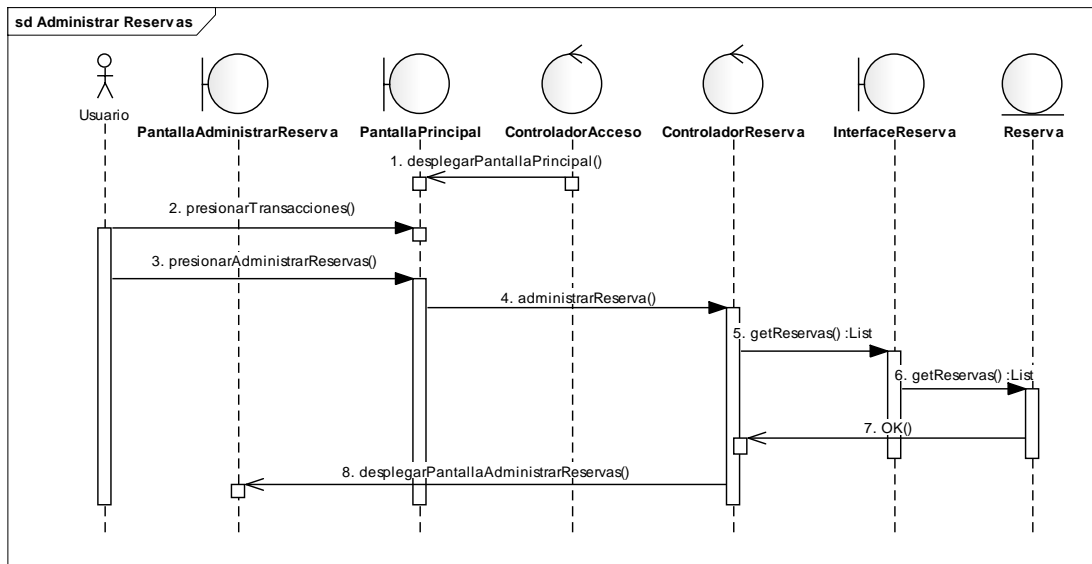 sd Administrar Reservas
Usuario
PantallaAdministrarReserva
PantallaPrincipal
ControladorAcceso
ControladorReserva
InterfaceReserva
Reserva
1. desplegarPantallaPrincipal()
2. presionarTransacciones()
3. presionarAdministrarReservas()
4. administrarReserva()
5. getReservas() :List
6. getReservas() :List
7. OK()
8. desplegarPantallaAdministrarReservas()